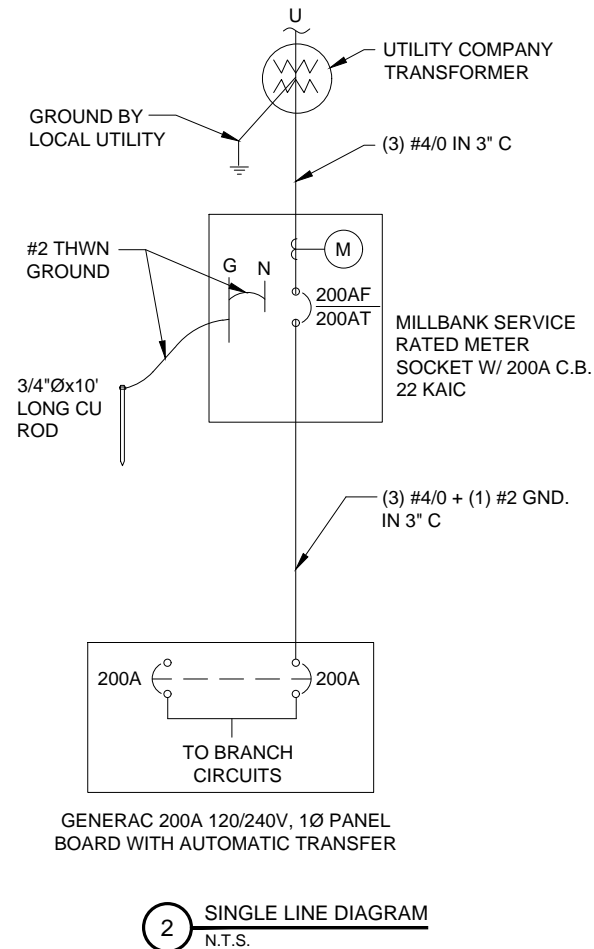 U
UTILITY COMPANY
TRANSFORMER
GROUND BY
LOCAL UTILITY
(3) #4/0 IN 3" C
#2 THWN
GROUND
G N
M
200AF
200AT
MILLBANK SERVICE
RATED METER
SOCKET W/ 200A C.B.
22 KAIC
3/4"Øx10'
LONG CU
ROD
(3) #4/0 + (1) #2 GND.
IN 3" C
200A 200A
TO BRANCH
CIRCUITS
GENERAC 200A 120/240V, 1Ø PANEL
BOARD WITH AUTOMATIC TRANSFER
2 SINGLE LINE DIAGRAM
N.T.S.